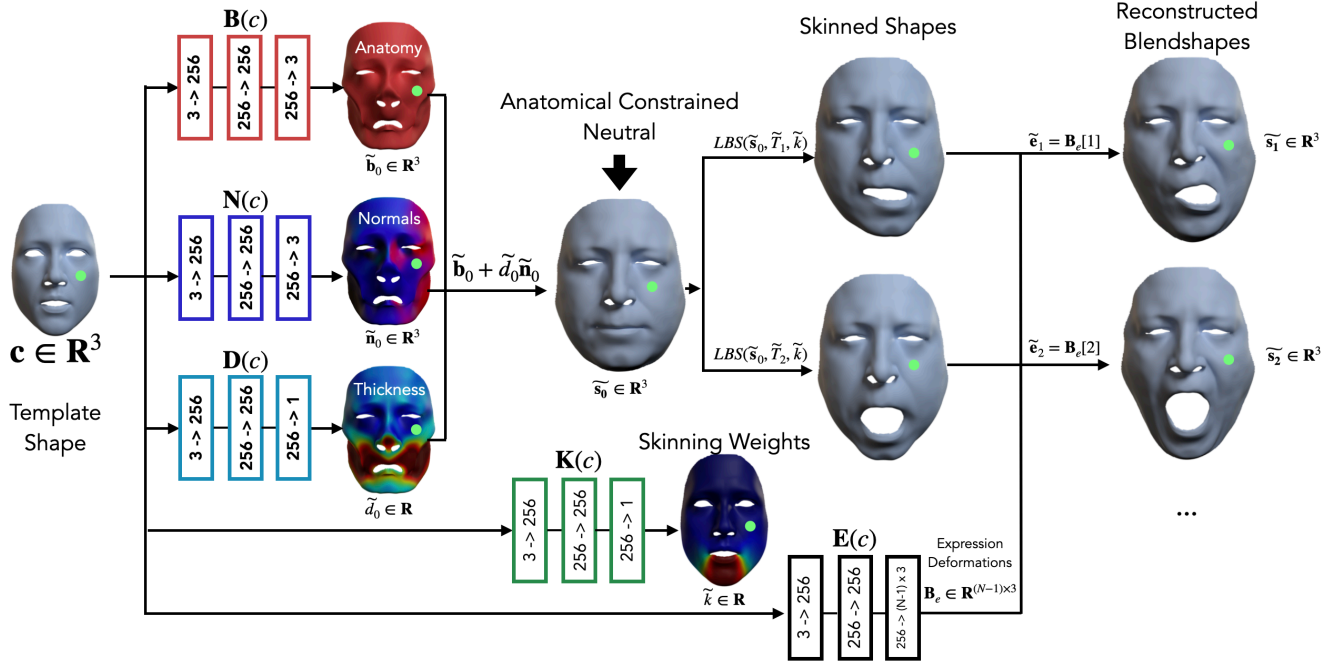 B(c)
3 -> 256
256 -> 256
256 -> 3
Anatomy
b̃₀ ∈ R³
N(c)
3 -> 256
256 -> 256
256 -> 3
Normals
ñ₀ ∈ R³
D(c)
3 -> 256
256 -> 256
256 -> 1
Thickness
d̃₀ ∈ R
c ∈ R³
Template
Shape
b̃₀ + d̃₀ñ₀
Anatomical Constrained
Neutral
s̃₀ ∈ R³
K(c)
3 -> 256
256 -> 256
256 -> 1
Skinning Weights
k̃ ∈ R
LBS(s̃₀, T̃₁, k̃)
LBS(s̃₀, T̃₂, k̃)
Skinned Shapes
E(c)
3 -> 256
256 -> 256
256 -> (N-1) x 3
Expression
Deformations
Bₑ ∈ R⁽ᴺ⁻¹⁾ˣ³
ẽ₁ = Bₑ[1]
ẽ₂ = Bₑ[2]
Reconstructed
Blendshapes
s̃₁ ∈ R³
s̃₂ ∈ R³
...